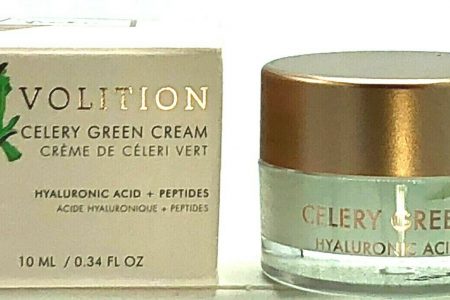 VOLITION
CELERY GREEN CREAM
CRÈME DE CÉLERI VERT
HYALURONIC ACID + PEPTIDES
ACIDE HYALURONIQUE + PEPTIDES
10 ML / 0.34 FL OZ
CELERY GREE
HYALURONIC ACI